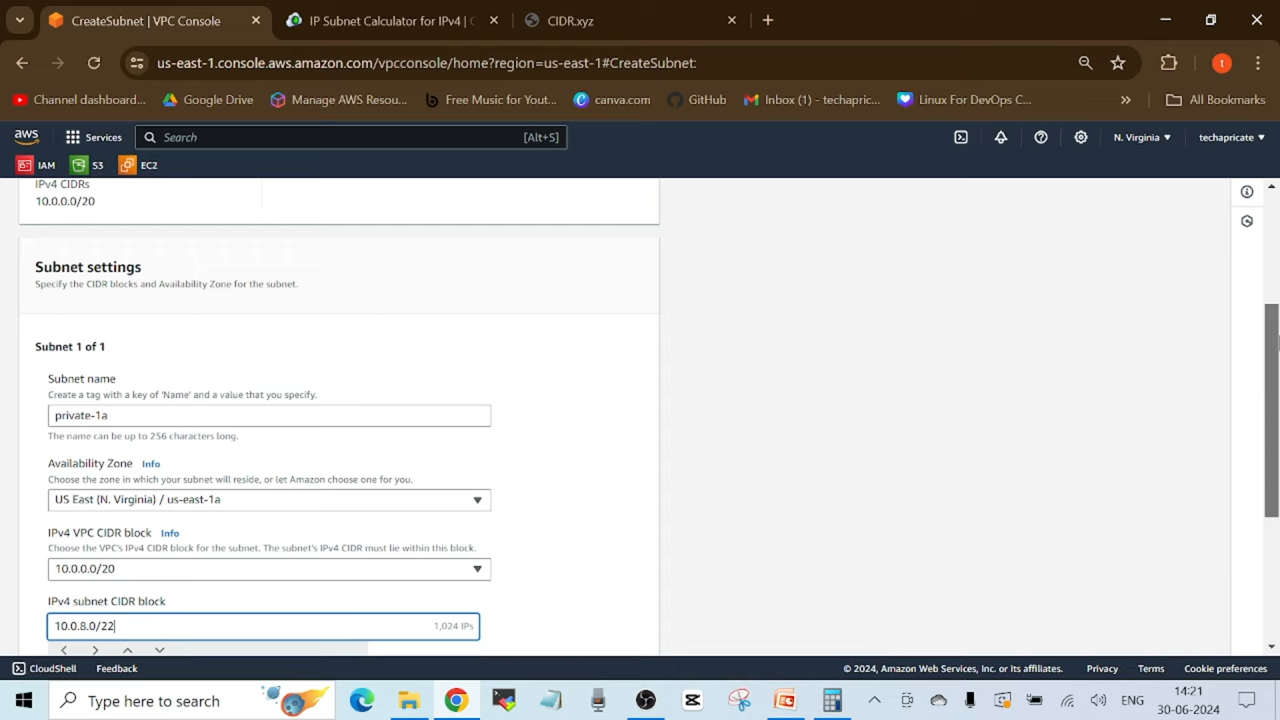 CreateSubnet | VPC Console
IP Subnet Calculator for IPv4 | C
CIDR.xyz
us-east-1.console.aws.amazon.com/vpcconsole/home?region=us-east-1#CreateSubnet:
Channel dashboard...
Google Drive
Manage AWS Resou...
Free Music for Yout...
canva.com
GitHub
Inbox (1) - techapric...
Linux For DevOps C...
All Bookmarks
aws
Services
Search
[Alt+S]
N. Virginia
techapricate
IAM
S3
EC2
IPv4 CIDRs
10.0.0.0/20
Subnet settings
Specify the CIDR blocks and Availability Zone for the subnet.
Subnet 1 of 1
Subnet name
Create a tag with a key of 'Name' and a value that you specify.
private-1a
The name can be up to 256 characters long.
Availability Zone Info
Choose the zone in which your subnet will reside, or let Amazon choose one for you.
US East (N. Virginia) / us-east-1a
IPv4 VPC CIDR block Info
Choose the VPC's IPv4 CIDR block for the subnet. The subnet's IPv4 CIDR must lie within this block.
10.0.0.0/20
IPv4 subnet CIDR block
10.0.8.0/22
1,024 IPs
CloudShell
Feedback
© 2024, Amazon Web Services, Inc. or its affiliates.
Privacy
Terms
Cookie preferences
Type here to search
ENG
14:21
30-06-2024